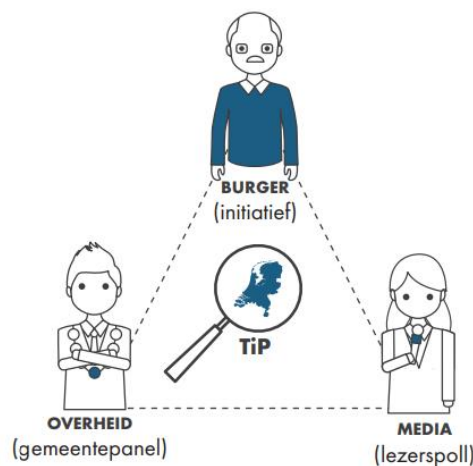 BURGER
(initiatief)
TiP
OVERHEID
(gemeentepanel)
MEDIA
(lezerspoll)